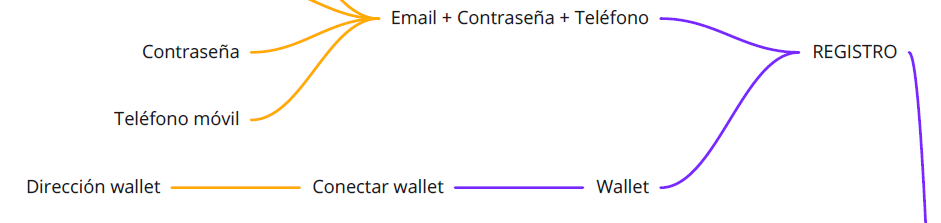 Email + Contraseña + Teléfono
Contraseña
REGISTRO
Teléfono móvil
Dirección wallet
Conectar wallet
Wallet